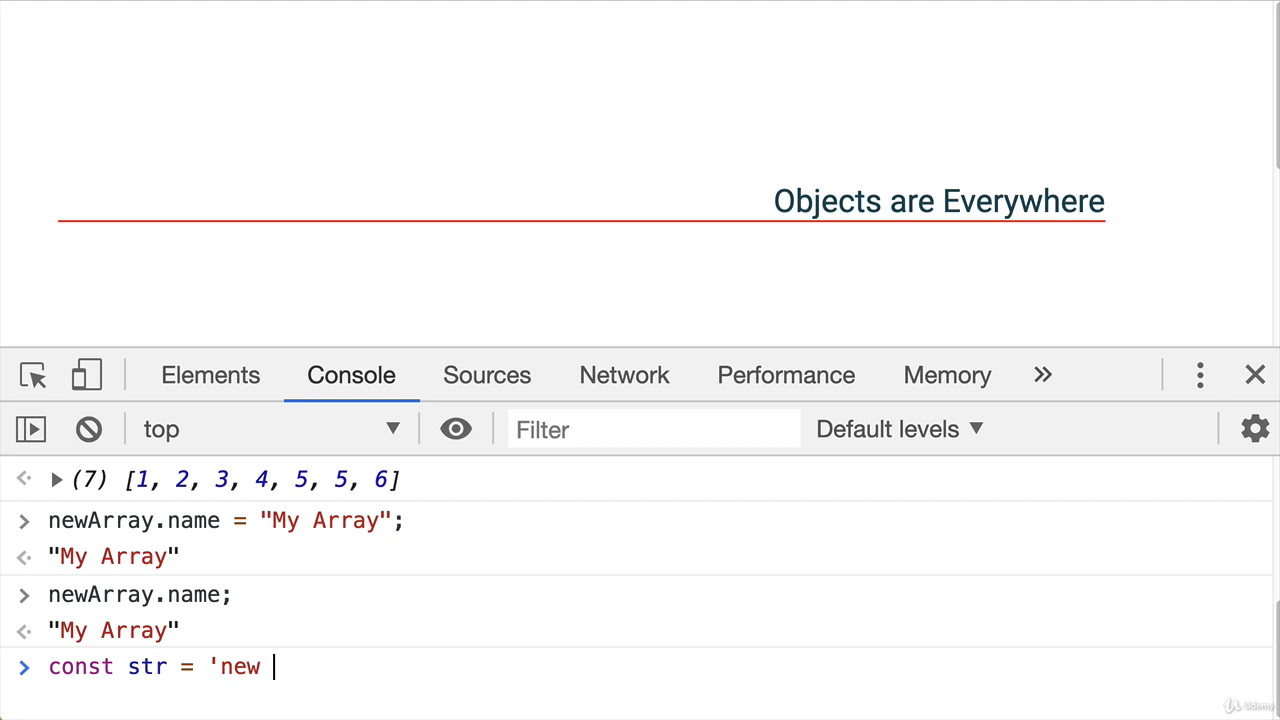 Objects are Everywhere
Elements Console Sources Network Performance Memory »
top Filter Default levels
(7) [1, 2, 3, 4, 5, 5, 6]
> newArray.name = "My Array";
"My Array"
> newArray.name;
"My Array"
> const str = 'new
Udemy